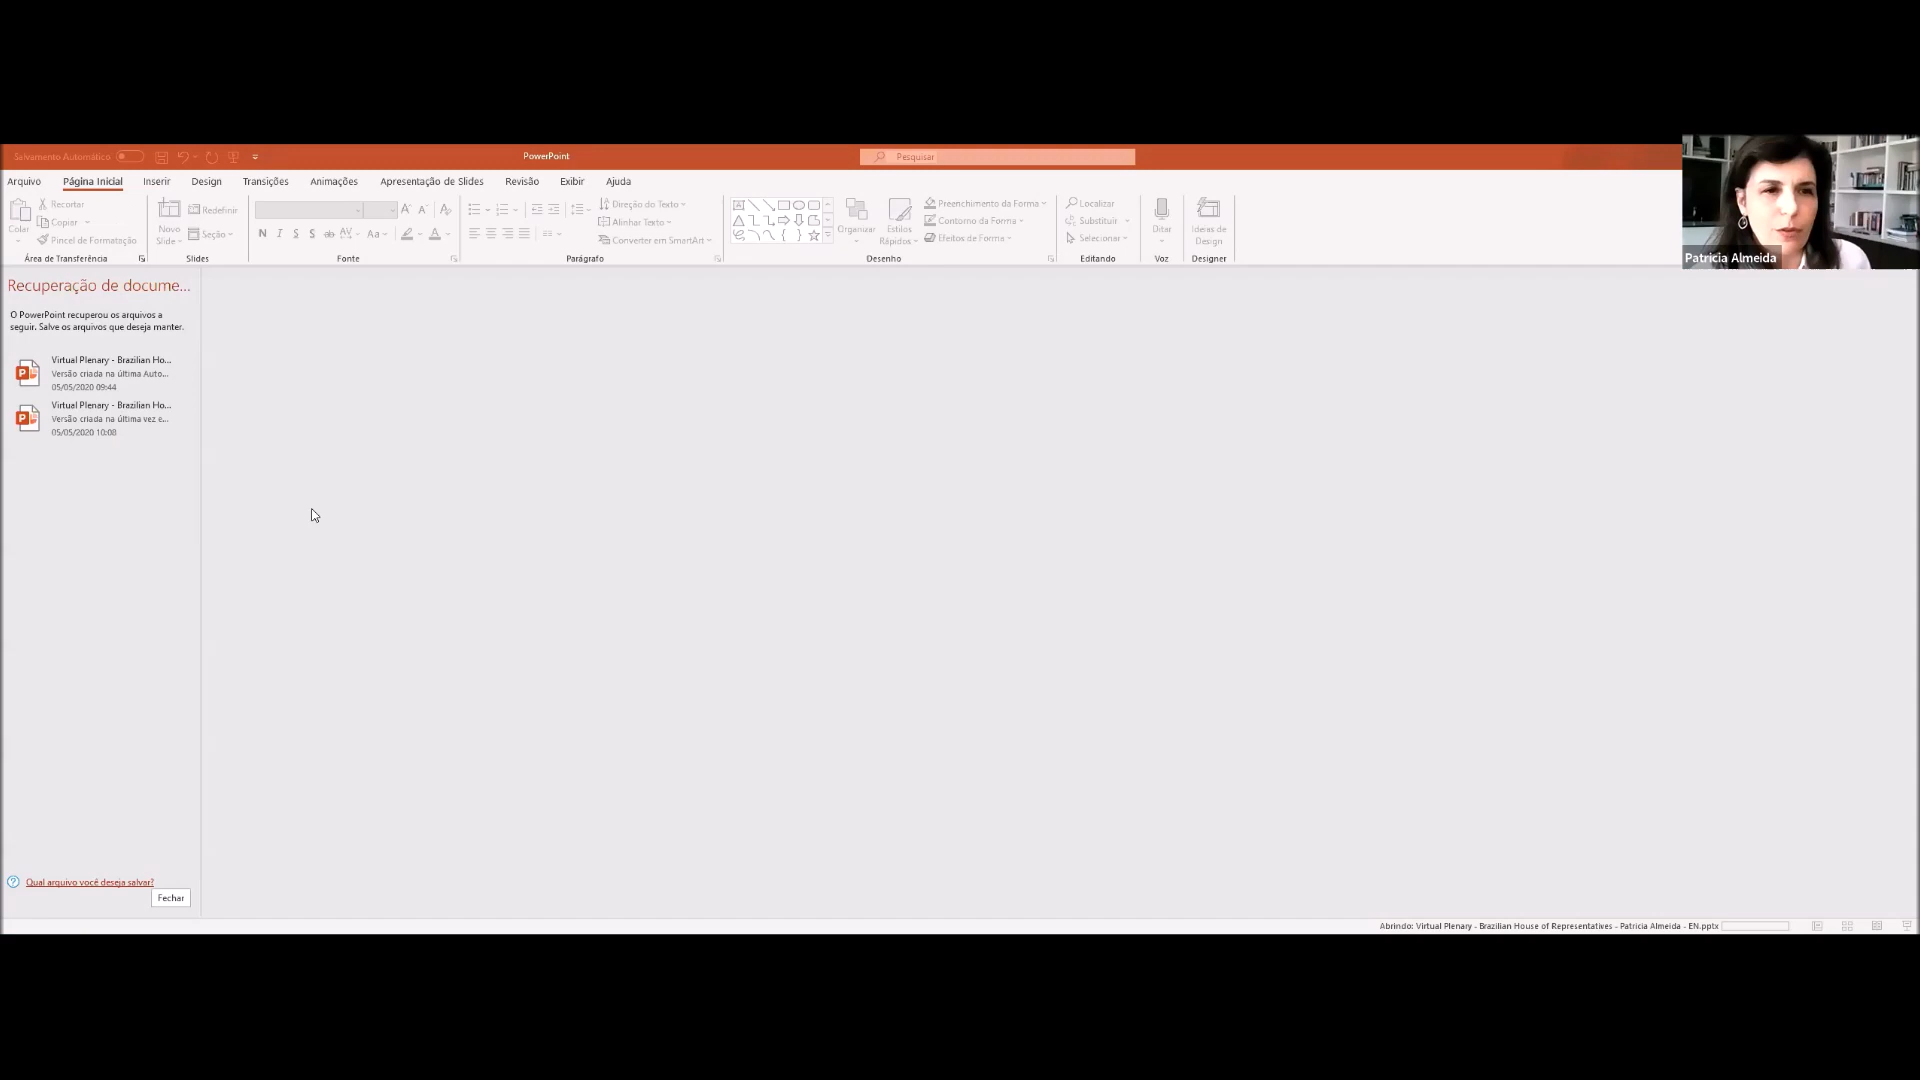 Salvamento Automático
PowerPoint
Pesquisar
Arquivo Página Inicial Inserir Design Transições Animações Apresentação de Slides Revisão Exibir Ajuda
Colar
Recortar
Copiar
Pincel de Formatação
Área de Transferência
Novo
Slide
Redefinir
Seção
Slides
N I S S ab AV Aa A
Fonte
Direção do Texto
Alinhar Texto
Converter em SmartArt
Parágrafo
Organizar
Estilos
Rápidos
Preenchimento da Forma
Contorno da Forma
Efeitos de Forma
Desenho
Localizar
Substituir
Selecionar
Editando
Ditar
Voz
Ideias de
Design
Designer
Patricia Almeida
Recuperação de docume...
O PowerPoint recuperou os arquivos a
seguir. Salve os arquivos que deseja manter.
Virtual Plenary - Brazilian Ho...
Versão criada na última Auto...
05/05/2020 09:44
Virtual Plenary - Brazilian Ho...
Versão criada na última vez e...
05/05/2020 10:08
Qual arquivo você deseja salvar?
Fechar
Abrindo: Virtual Plenary - Brazilian House of Representatives - Patricia Almeida - EN.pptx